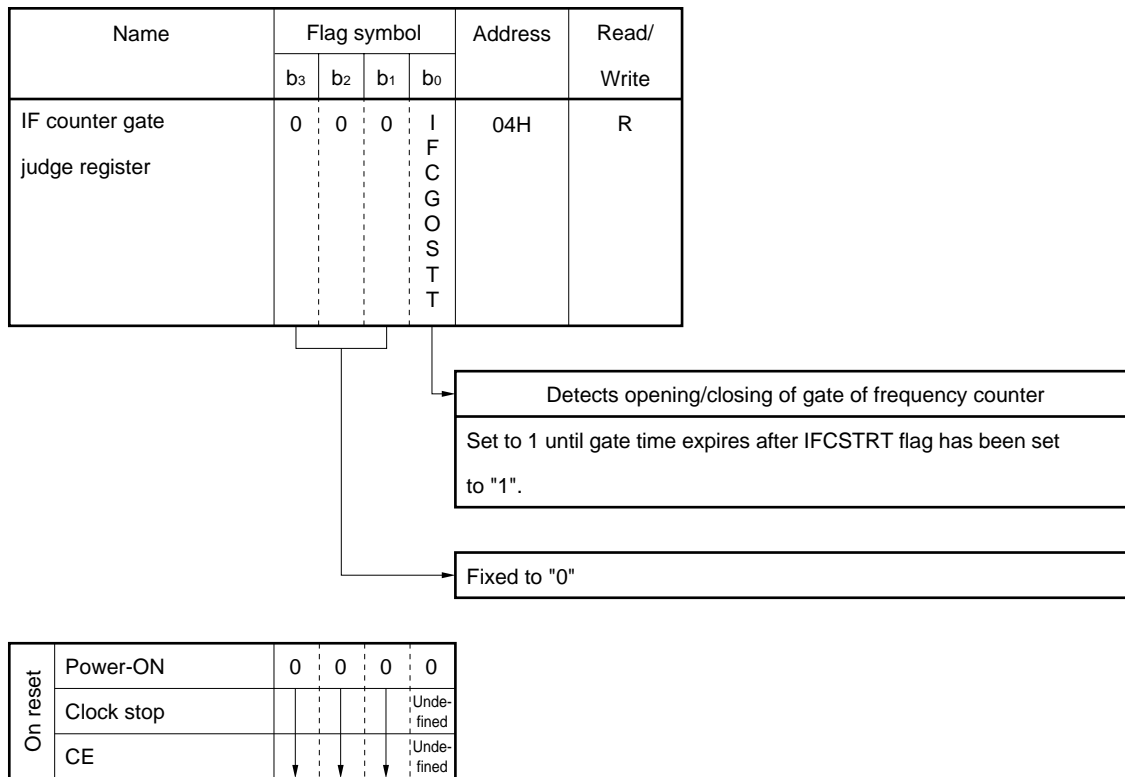 Name Flag symbol Address Read/
Write
b3 b2 b1 b0
IF counter gate 0 0 0 I 04H R
judge register
F
C
G
O
S
T
T
Detects opening/closing of gate of frequency counter
Set to 1 until gate time expires after IFCSTRT flag has been set
to "1".
Fixed to "0"
On reset
Power-ON 0 0 0 0
Clock stop Unde-
fined
CE Unde-
fined